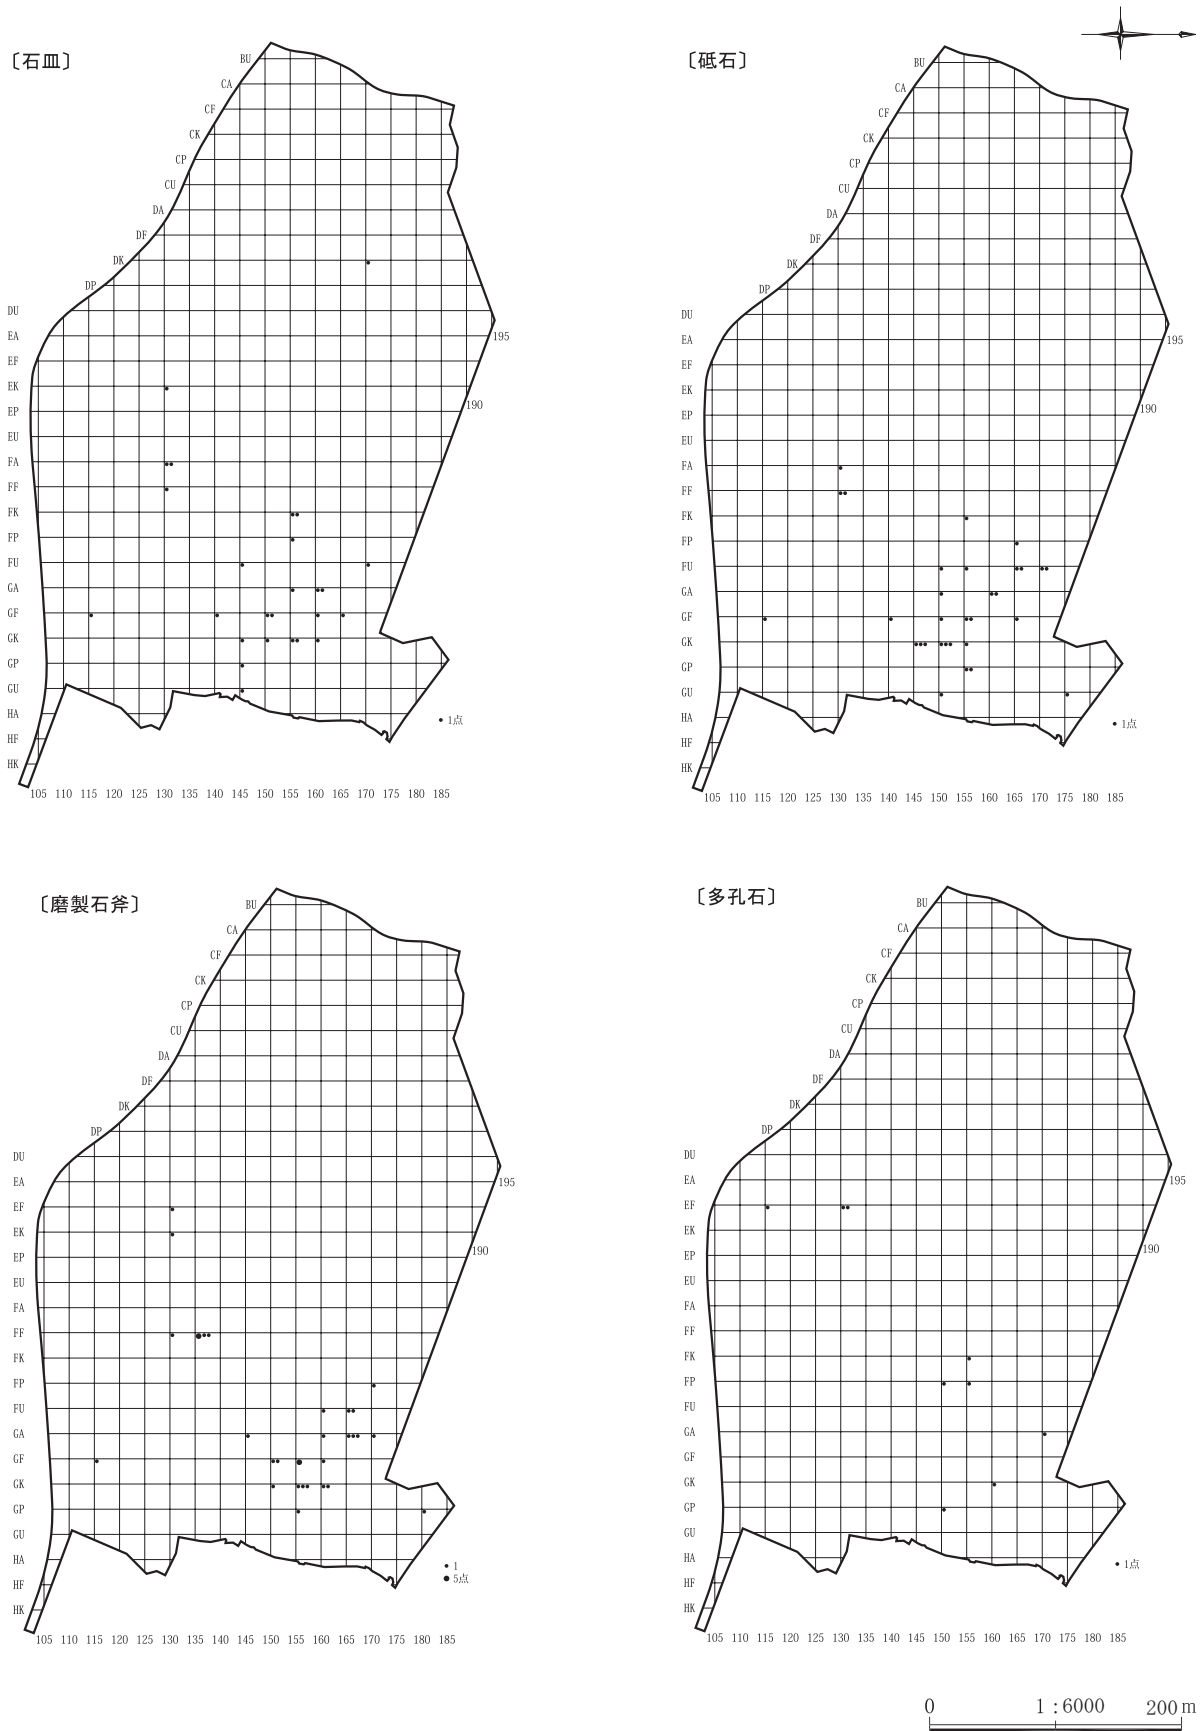 〔石皿〕
BU
CA
CF
CK
CP
CU
DA
DF
DK
DP
DU
EA
195
EF
EK
190
EP
EU
FA
FF
FK
FP
FU
GA
GF
GK
GP
GU
HA
1点
HF
HK
105 110 115 120 125 130 135 140 145 150 155 160 165 170 175 180 185
〔砥石〕
BU
CA
CF
CK
CP
CU
DA
DF
DK
DP
DU
EA
195
EF
EK
190
EP
EU
FA
FF
FK
FP
FU
GA
GF
GK
GP
GU
HA
1点
HF
HK
105 110 115 120 125 130 135 140 145 150 155 160 165 170 175 180 185
〔磨製石斧〕
BU
CA
CF
CK
CP
CU
DA
DF
DK
DP
DU
EA
195
EF
EK
190
EP
EU
FA
FF
FK
FP
FU
GA
GF
GK
GP
GU
HA
1
5点
HF
HK
105 110 115 120 125 130 135 140 145 150 155 160 165 170 175 180 185
〔多孔石〕
BU
CA
CF
CK
CP
CU
DA
DF
DK
DP
DU
EA
195
EF
EK
190
EP
EU
FA
FF
FK
FP
FU
GA
GF
GK
GP
GU
HA
1点
HF
HK
105 110 115 120 125 130 135 140 145 150 155 160 165 170 175 180 185
0 1:6000 200m